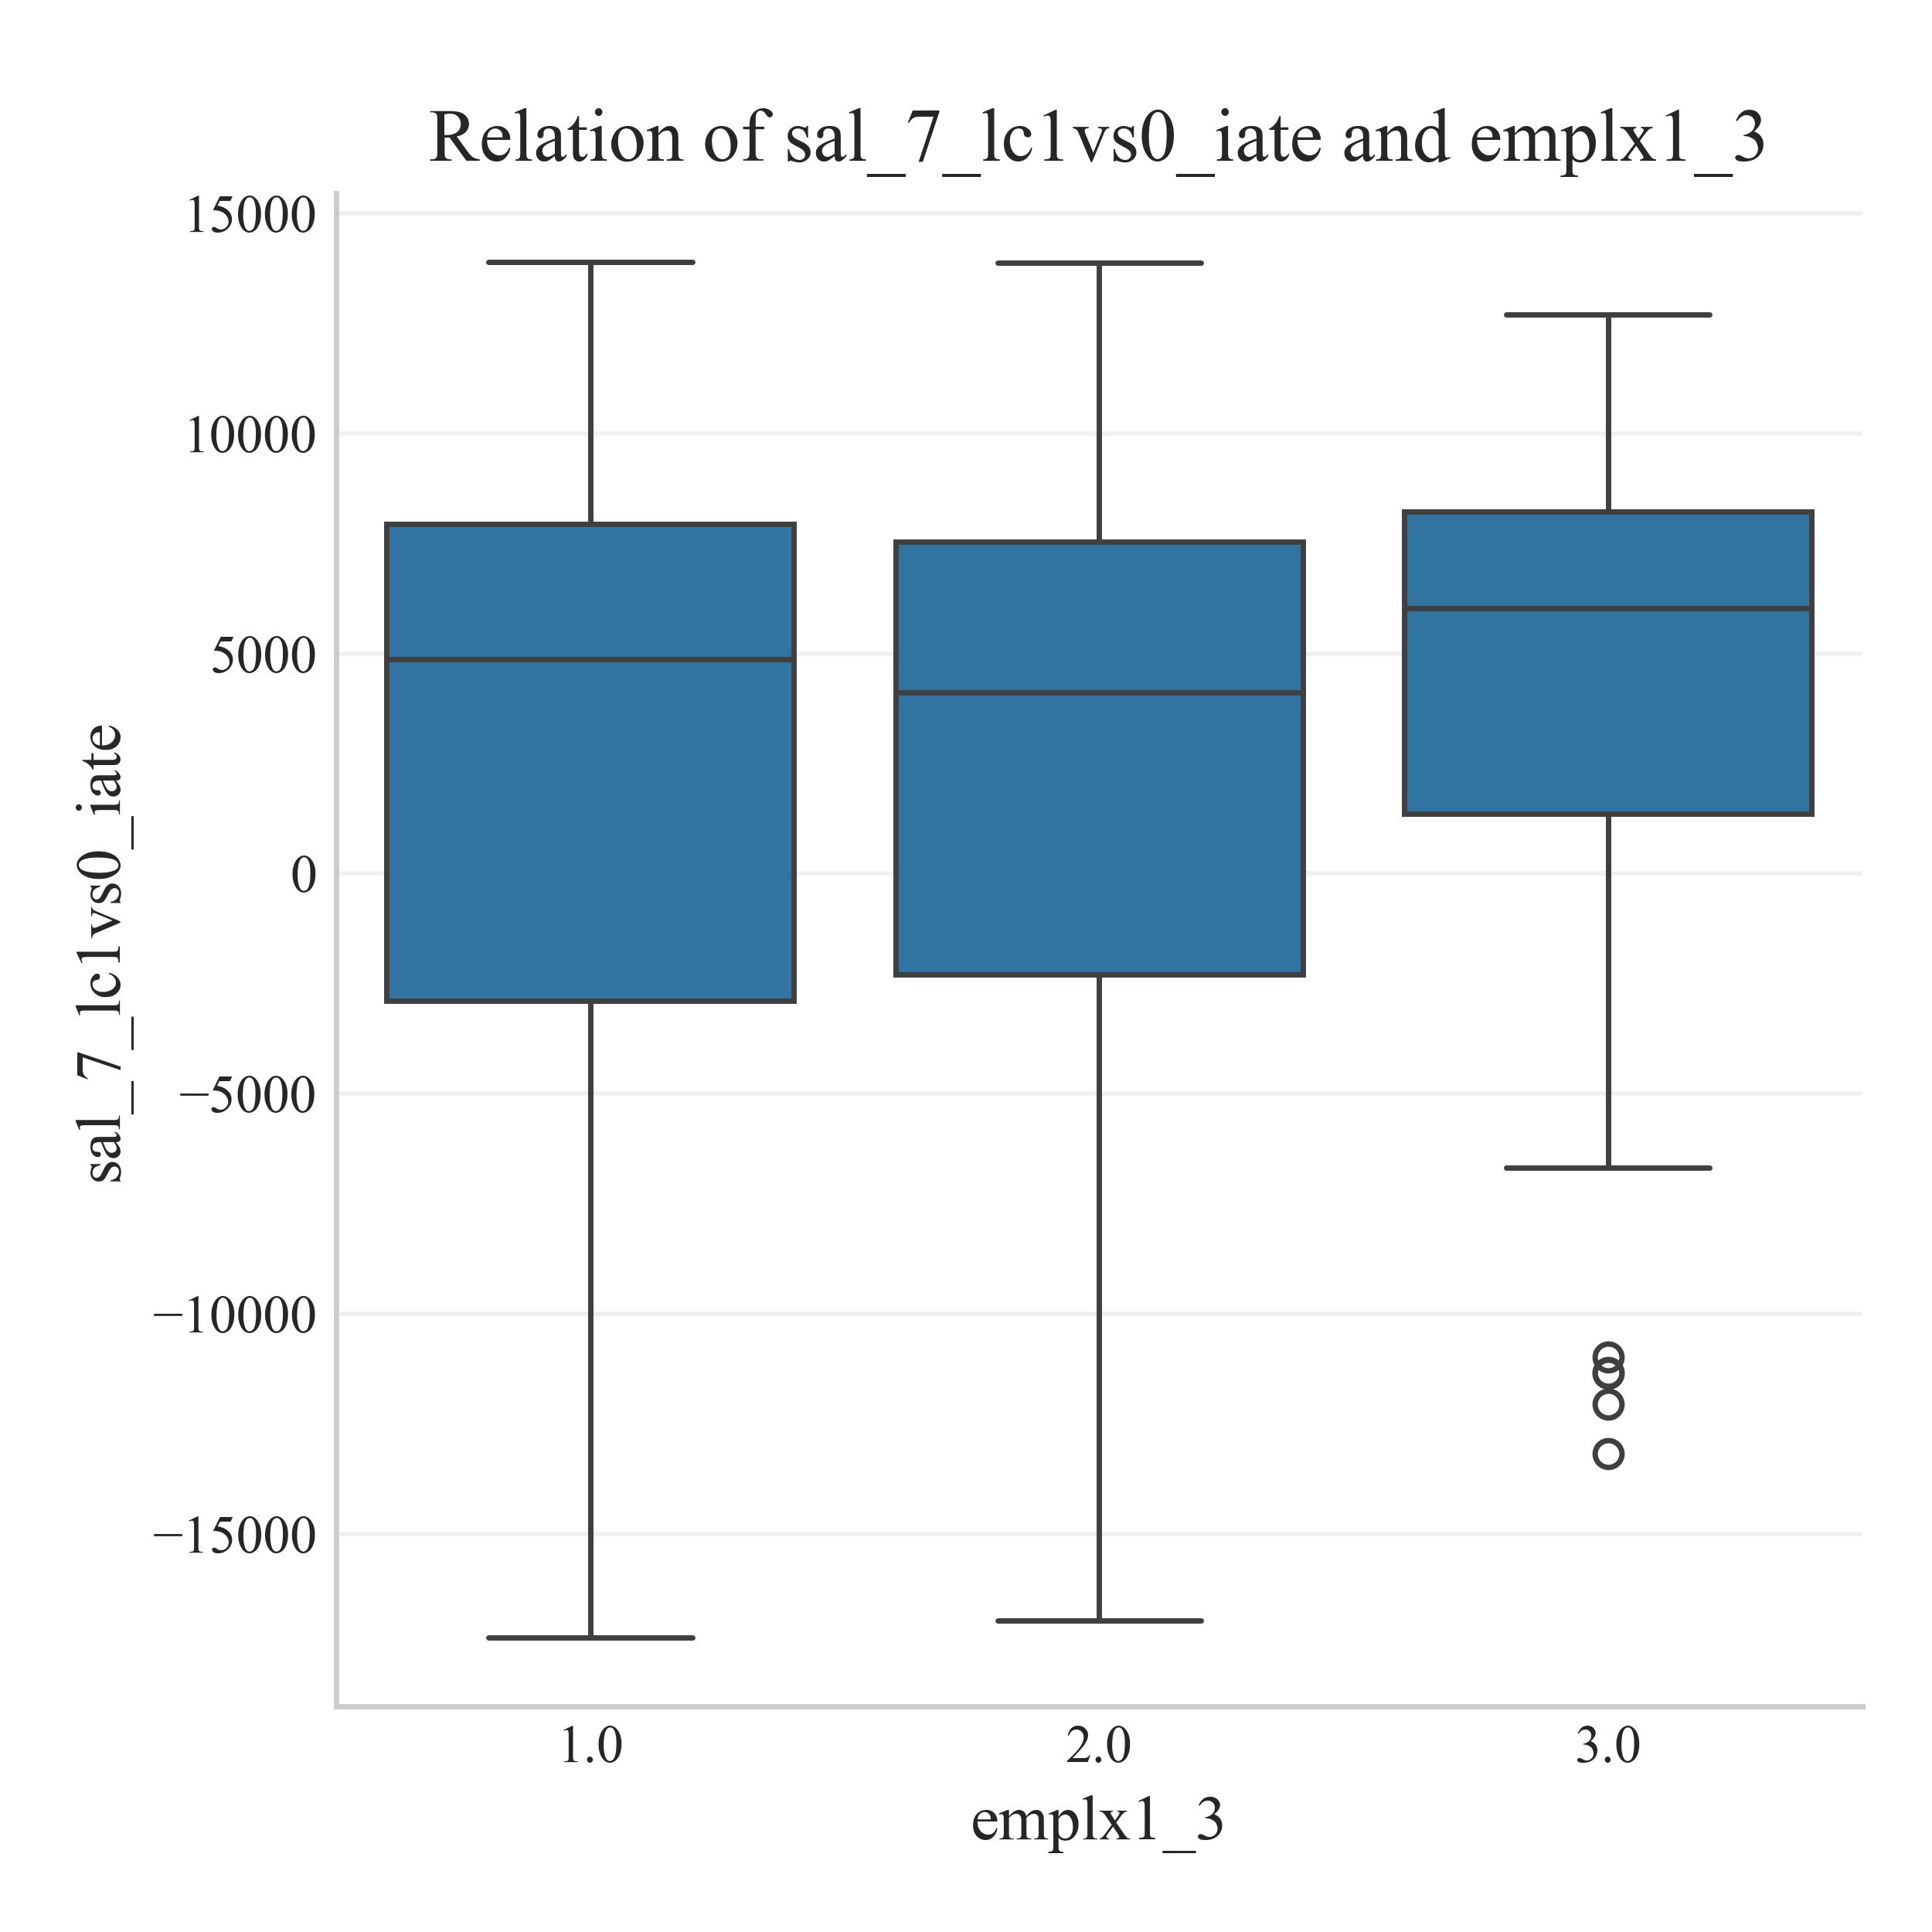 Relation of sal_7_lc1vs0_iate and emplx1_3
15000
10000
5000
0
−5000
−10000
−15000
sal_7_lc1vs0_iate
1.0 2.0 3.0
emplx1_3